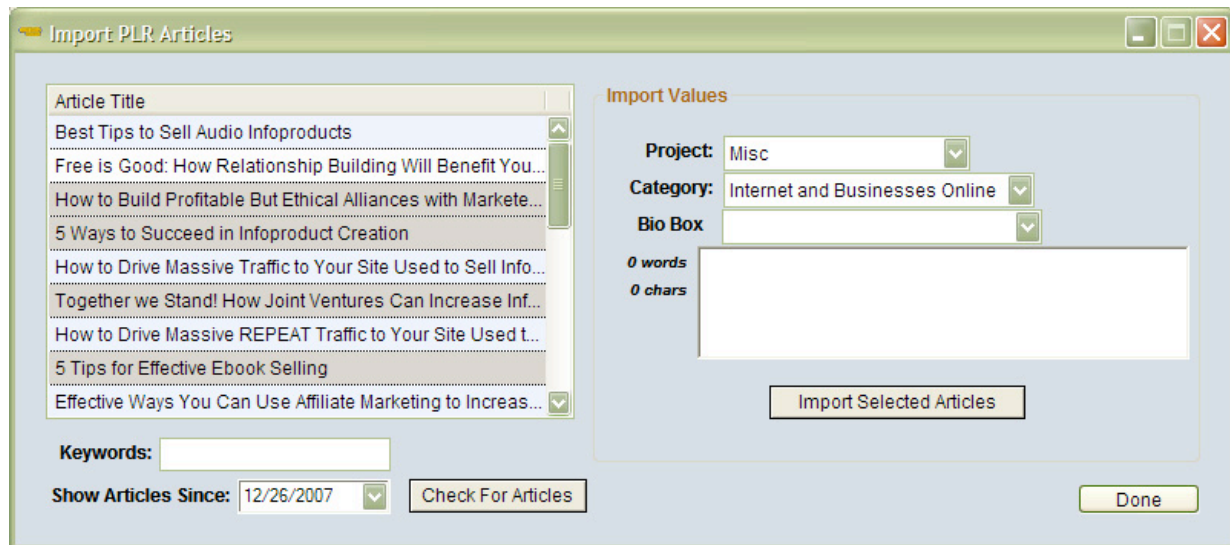 Import PLR Articles
Article Title
Best Tips to Sell Audio Infoproducts
Free is Good: How Relationship Building Will Benefit You...
How to Build Profitable But Ethical Alliances with Markete...
5 Ways to Succeed in Infoproduct Creation
How to Drive Massive Traffic to Your Site Used to Sell Info...
Together we Stand! How Joint Ventures Can Increase Inf...
How to Drive Massive REPEAT Traffic to Your Site Used t...
5 Tips for Effective Ebook Selling
Effective Ways You Can Use Affiliate Marketing to Increas...
Keywords:
Show Articles Since: 12/26/2007
Check For Articles
Import Values
Project: Misc
Category: Internet and Businesses Online
Bio Box
0 words
0 chars
Import Selected Articles
Done